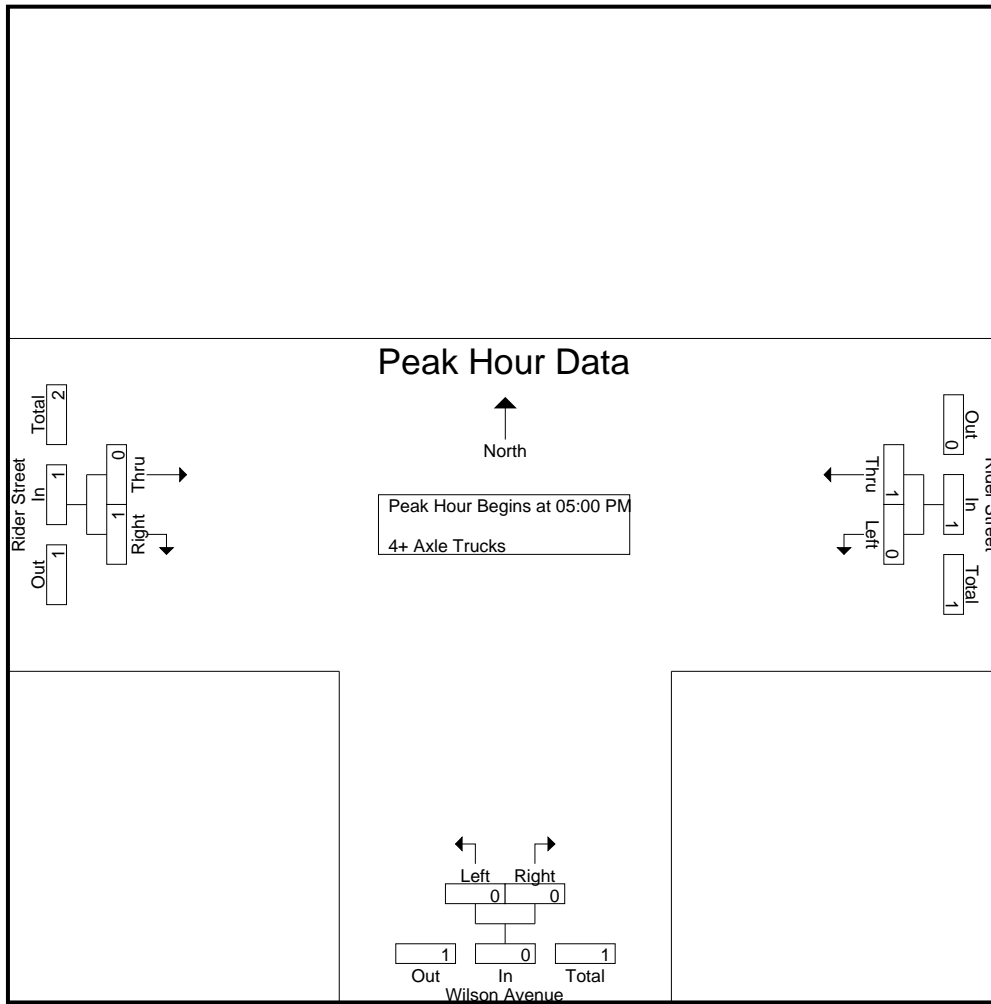 Peak Hour Data
North
Peak Hour Begins at 05:00 PM
4+ Axle Trucks
Rider Street
Total
2
In
1
Out
1
Thru
0
Right
1
Rider Street
Out
0
In
1
Total
1
Thru
1
Left
0
Left Right
0 0
1 0 1
Out In Total
Wilson Avenue